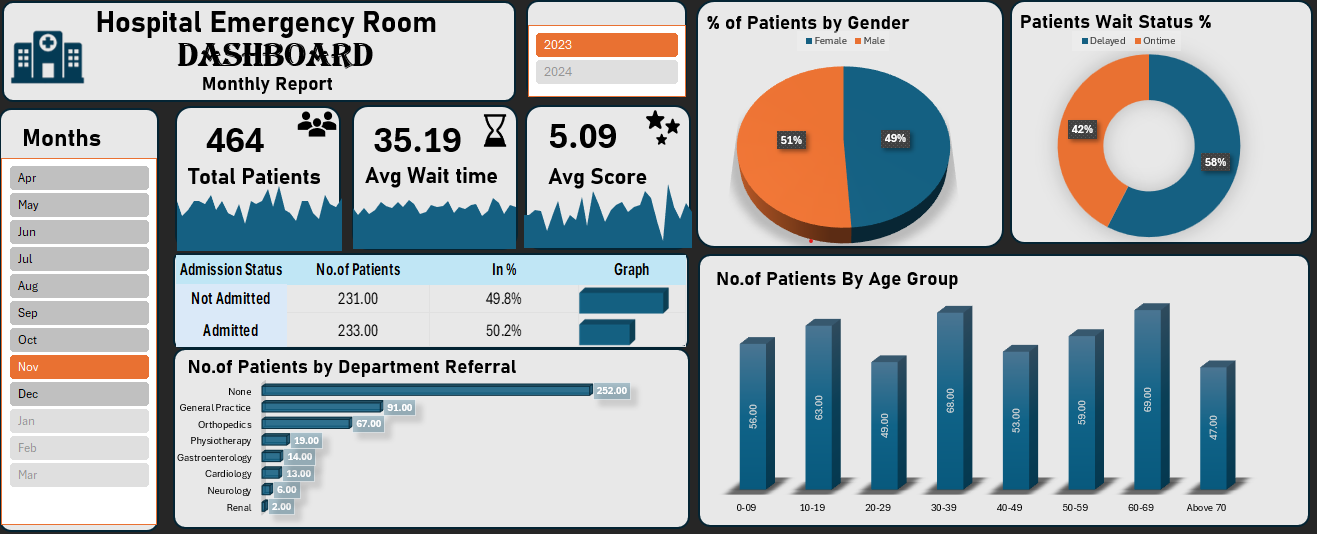 Hospital Emergency Room
DASHBOARD
Monthly Report
2023
2024
Months
Apr
May
Jun
Jul
Aug
Sep
Oct
Nov
Dec
Jan
Feb
Mar
464
Total Patients
35.19
Avg Wait time
5.09
Avg Score
Admission Status No.of Patients In % Graph
Not Admitted 231.00 49.8%
Admitted 233.00 50.2%
No.of Patients by Department Referral
None 252.00
General Practice 91.00
Orthopedics 67.00
Physiotherapy 19.00
Gastroenterology 14.00
Cardiology 13.00
Neurology 6.00
Renal 2.00
% of Patients by Gender
Female Male
51% 49%
Patients Wait Status %
Delayed Ontime
42%
58%
No.of Patients By Age Group
56.00 63.00 49.00 68.00 53.00 59.00 69.00 47.00
0-09 10-19 20-29 30-39 40-49 50-59 60-69 Above 70